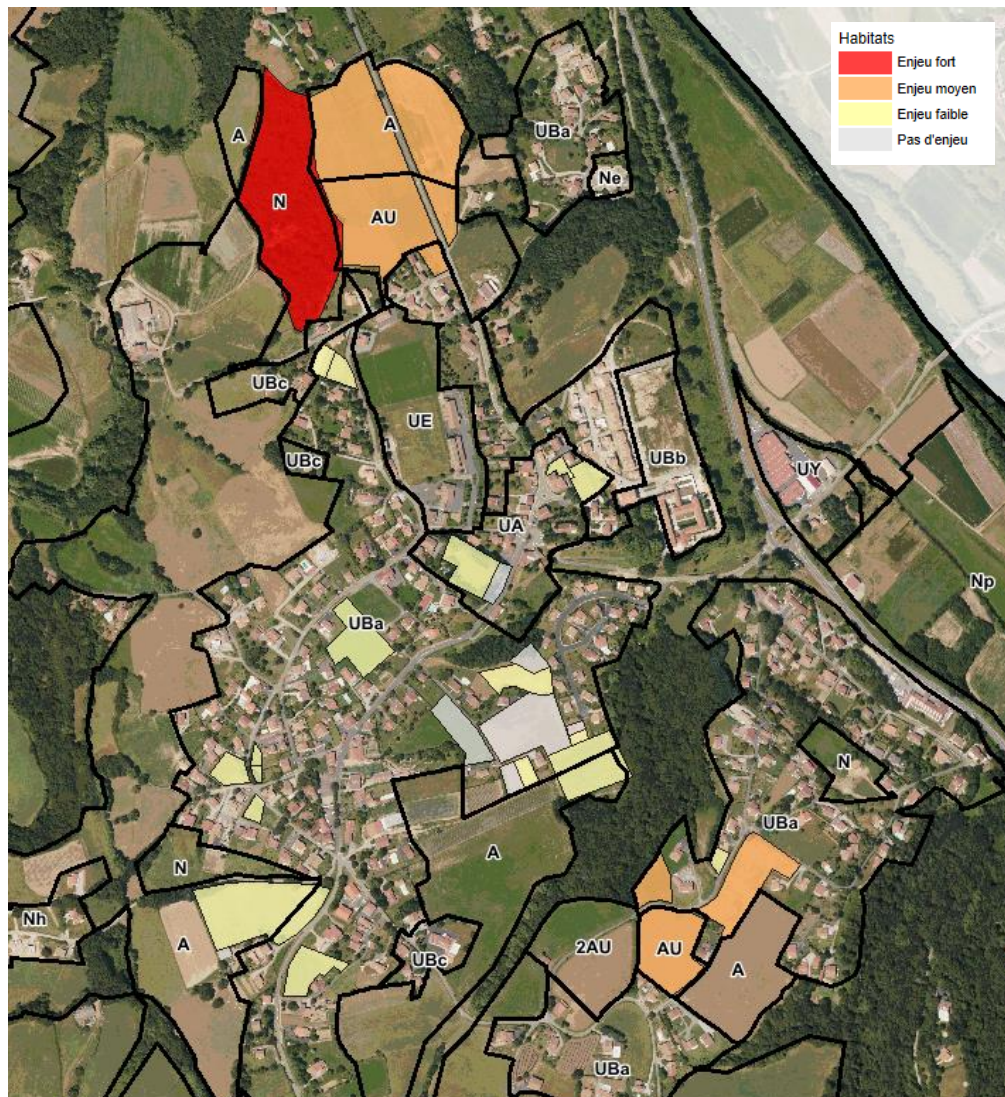 Habitats
Enjeu fort
Enjeu moyen
Enjeu faible
Pas d'enjeu
A
A
UBa
Ne
N
AU
UBc
UE
UBc
UBb
UY
UA
Np
UBa
N
UBa
A
N
Nh
A
UBc
2AU
AU
A
UBa